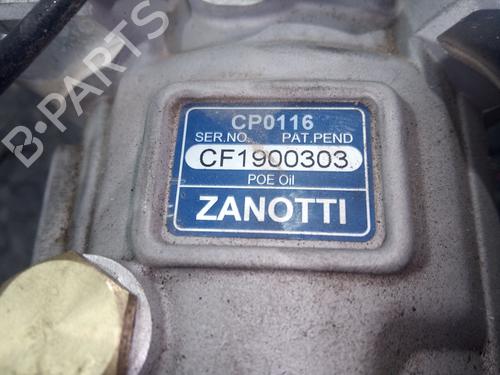 B-PARTS
CP0116
SER.NO. PAT.PEND
CF1900303
POE Oil
ZANOTTI